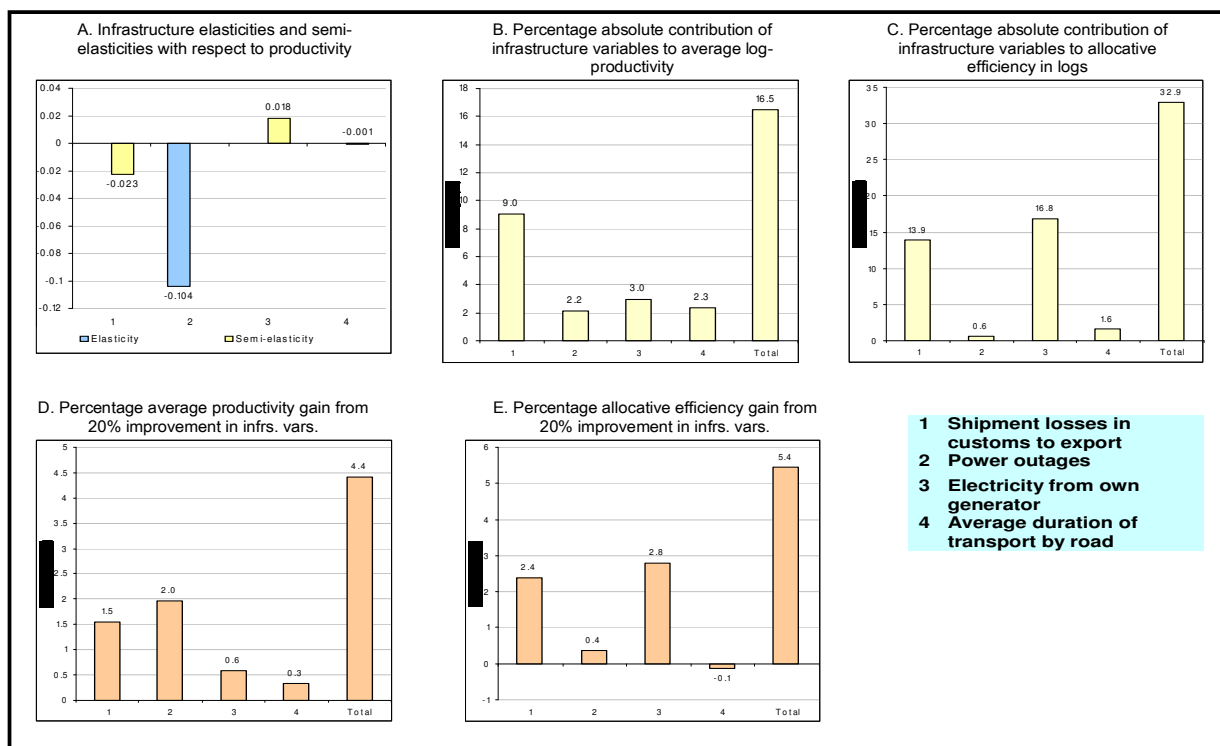 A. Infrastructure elasticities and semi-
elasticities with respect to productivity
0.04
0.02
0
-0.02
-0.04
-0.06
-0.08
-0.1
-0.12
-0.023
-0.104
0.018
-0.001
1 2 3 4
Elasticity Semi-elasticity
B. Percentage absolute contribution of
infrastructure variables to average log-
productivity
18
16
14
12
10
8
6
4
2
0
9.0
2.2
3.0
2.3
16.5
1 2 3 4 Total
C. Percentage absolute contribution of
infrastructure variables to allocative
efficiency in logs
35
30
25
20
15
10
5
0
13.9
0.6
16.8
1.6
32.9
1 2 3 4 Total
D. Percentage average productivity gain from
20% improvement in infrs. vars.
5
4.5
4
3.5
3
2.5
2
1.5
1
0.5
0
1.5
2.0
0.6
0.3
4.4
1 2 3 4 Total
E. Percentage allocative efficiency gain from
20% improvement in infrs. vars.
6
5
4
3
2
1
0
-1
2.4
0.4
2.8
-0.1
5.4
1 2 3 4 Total
1 Shipment losses in
customs to export
2 Power outages
3 Electricity from own
generator
4 Average duration of
transport by road